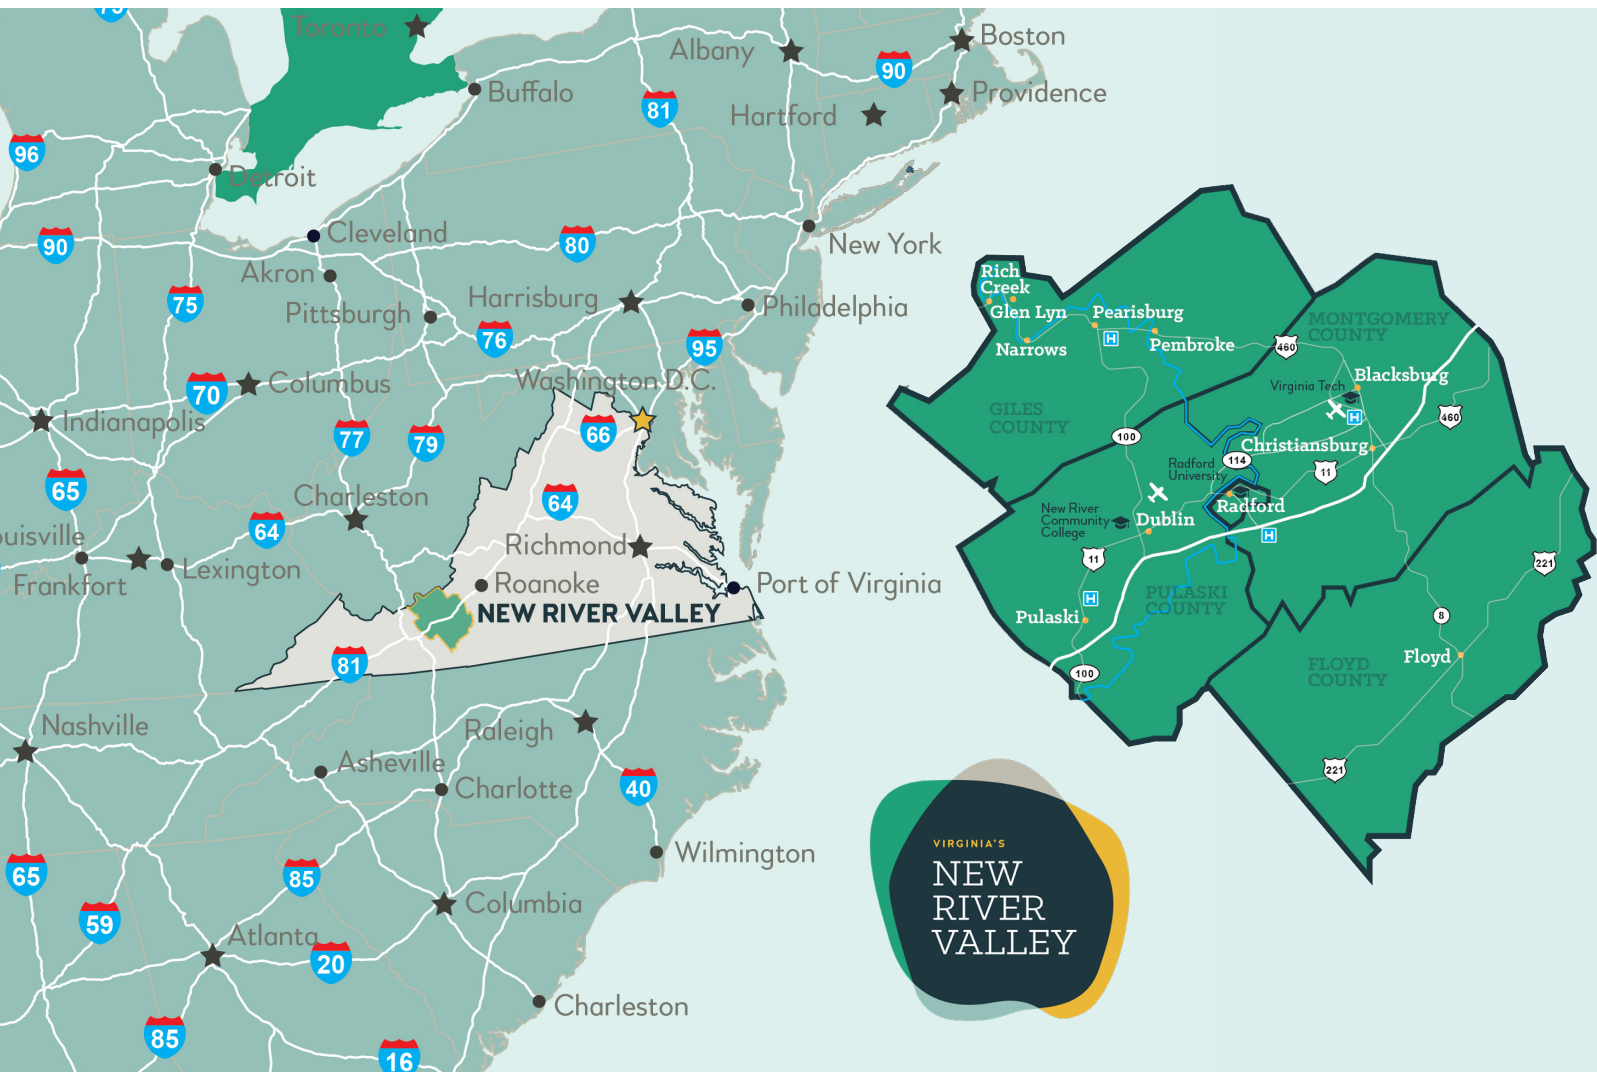 75
Toranto
Albany
Boston
90
Buffalo
81
Hartford
Providence
96
Detroit
90
Cleveland
80
New York
Akron
75
Harrisburg
Philadelphia
Pittsburgh
76
95
Washington D.C.
70
Columbus
Indianapolis
77
79
66
65
Charleston
64
64
ouisville
Richmond
Frankfort
Lexington
Roanoke
Port of Virginia
NEW RIVER VALLEY
81
Nashville
Raleigh
Asheville
Charlotte
40
Wilmington
65
85
59
Columbia
Atlanta
20
Charleston
85
16
Rich
Creek
Glen Lyn
Pearisburg
H
Narrows
Pembroke
MONTGOMERY
COUNTY
460
Virginia Tech
Blacksburg
H
460
GILES
COUNTY
100
Christiansburg
114
11
Radford
University
Radford
H
New River
Community
College
Dublin
11
221
H
PULASKI
COUNTY
Pulaski
8
Floyd
FLOYD
COUNTY
100
221
VIRGINIA'S
NEW
RIVER
VALLEY